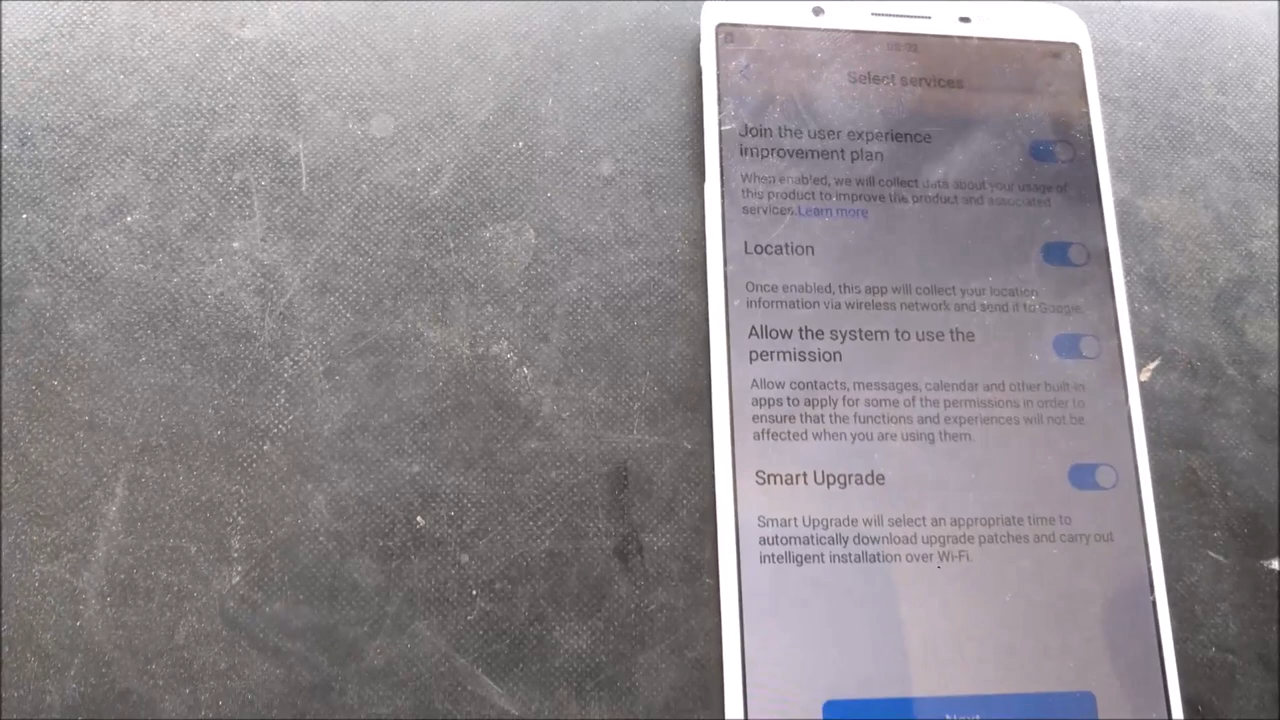 Select services
Join the user experience
improvement plan
When enabled, we will collect data about your usage of
this product to improve the product and associated
services.Learn more
Location
Once enabled, this app will collect your location
information via wireless network and send it to Google.
Allow the system to use the
permission
Allow contacts, messages, calendar and other built-in
apps to apply for some of the permissions in order to
ensure that the functions and experiences will not be
affected when you are using them.
Smart Upgrade
Smart Upgrade will select an appropriate time to
automatically download upgrade patches and carry out
intelligent installation over Wi-Fi.
Next